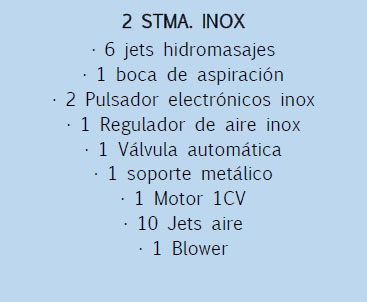 2 STMA. INOX
· 6 jets hidromasajes
· 1 boca de aspiración
· 2 Pulsador electrónicos inox
· 1 Regulador de aire inox
· 1 Válvula automática
· 1 soporte metálico
· 1 Motor 1CV
· 10 Jets aire
· 1 Blower